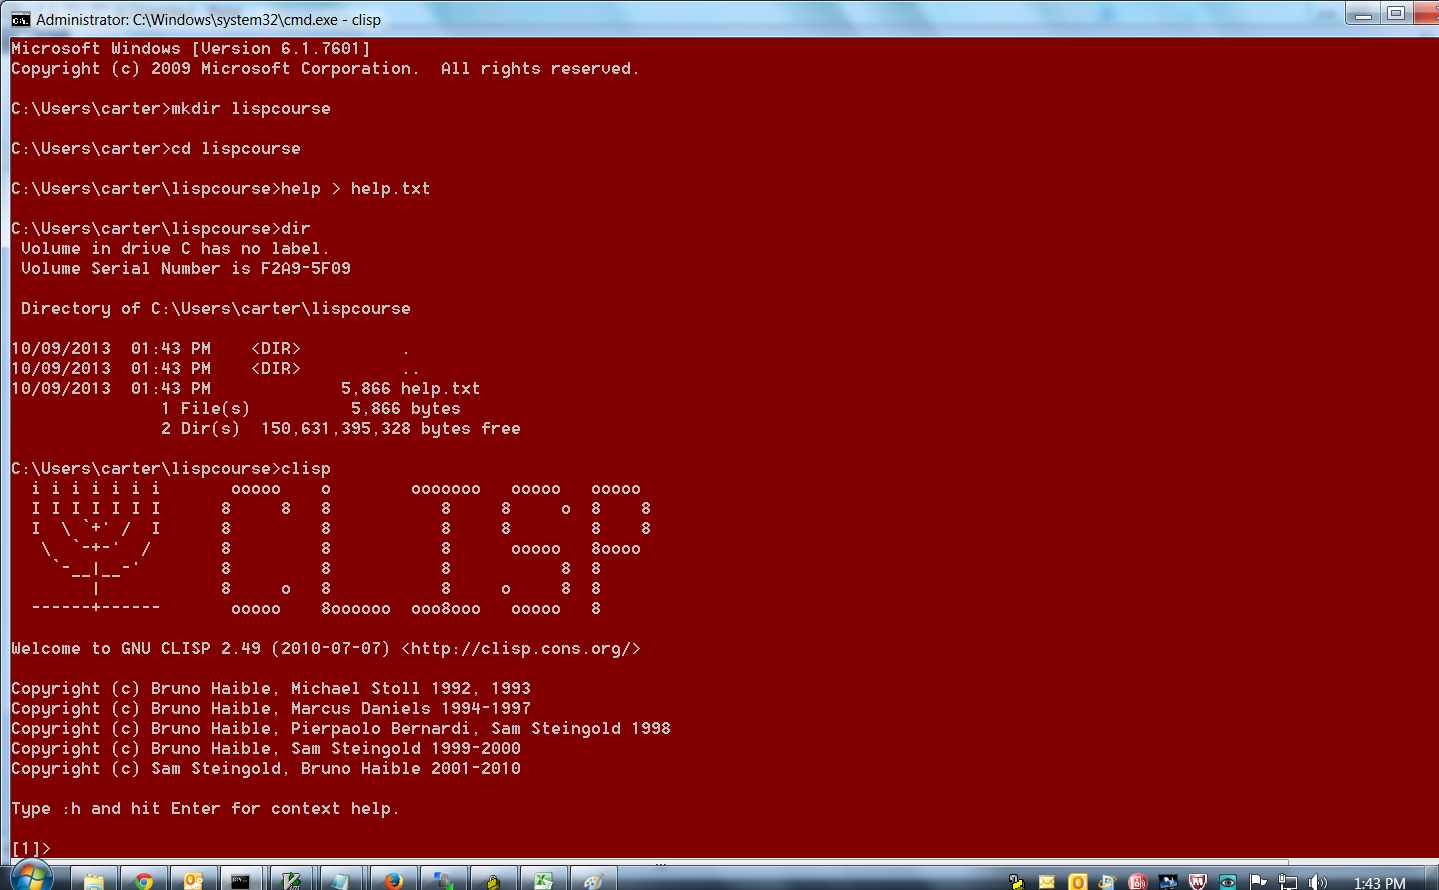 Administrator: C:\Windows\system32\cmd.exe - clisp
Microsoft Windows [Version 6.1.7601]
Copyright (c) 2009 Microsoft Corporation.  All rights reserved.
C:\Users\carter>mkdir lispcourse
C:\Users\carter>cd lispcourse
C:\Users\carter\lispcourse>help > help.txt
C:\Users\carter\lispcourse>dir
 Volume in drive C has no label.
 Volume Serial Number is F2A9-5F09
 Directory of C:\Users\carter\lispcourse
10/09/2013  01:43 PM    <DIR>          .
10/09/2013  01:43 PM    <DIR>          ..
10/09/2013  01:43 PM             5,866 help.txt
               1 File(s)          5,866 bytes
               2 Dir(s)  150,631,395,328 bytes free
C:\Users\carter\lispcourse>clisp
  i i i i i i i       ooooo    o        ooooooo   ooooo   ooooo
  I I I I I I I      8     8   8           8     8     o  8    8
  I  \ `+' /  I      8         8           8     8        8    8
   \  `-+-'  /       8         8           8      ooooo   8oooo
    `-__|__-'        8         8           8           8  8
        |            8     o   8           8     o     8  8
  ------+------       ooooo    8oooooo  ooo8ooo   ooooo   8
Welcome to GNU CLISP 2.49 (2010-07-07) <http://clisp.cons.org/>
Copyright (c) Bruno Haible, Michael Stoll 1992, 1993
Copyright (c) Bruno Haible, Marcus Daniels 1994-1997
Copyright (c) Bruno Haible, Pierpaolo Bernardi, Sam Steingold 1998
Copyright (c) Bruno Haible, Sam Steingold 1999-2000
Copyright (c) Sam Steingold, Bruno Haible 2001-2010
Type :h and hit Enter for context help.
[1]>
1:43 PM